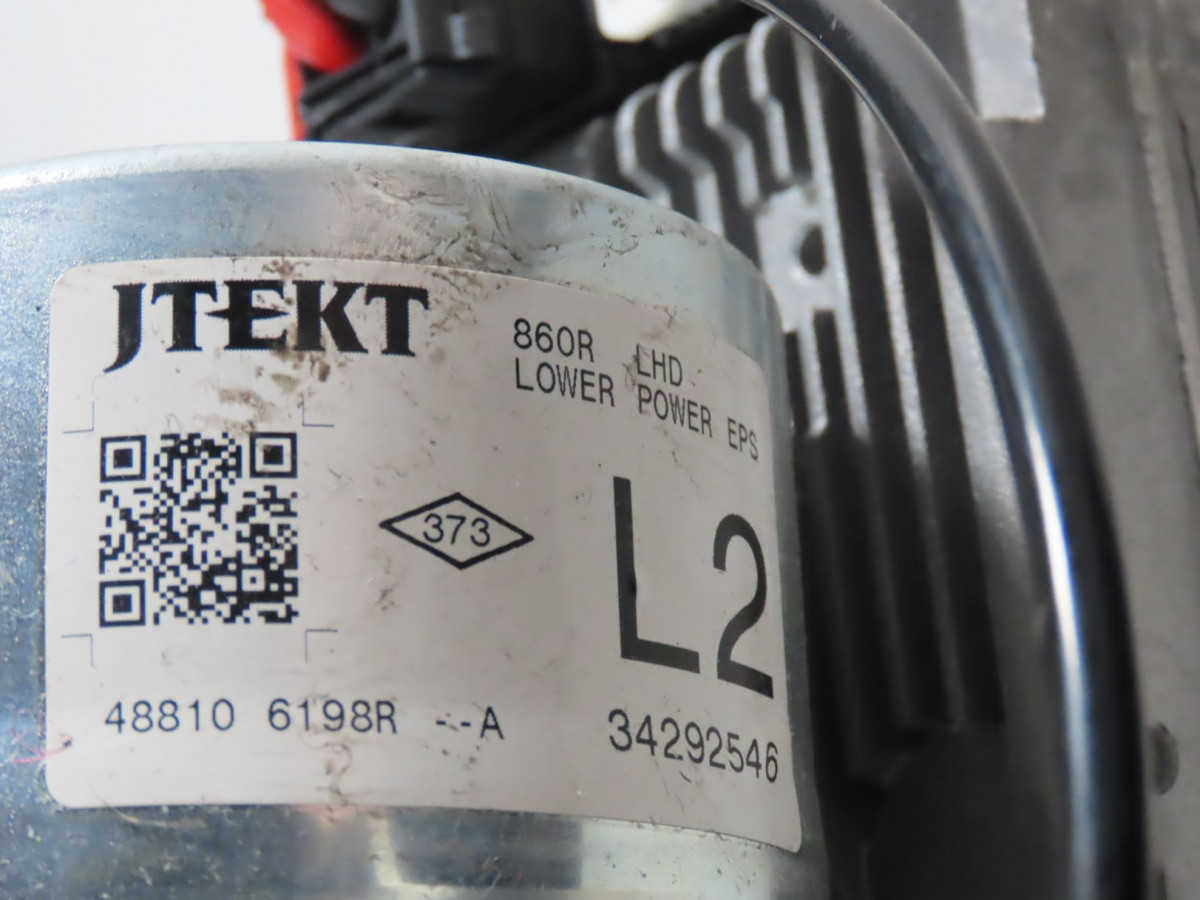 JTEKT
860R LHD
LOWER POWER EPS
373
L2
48810 6198R --A
34292546